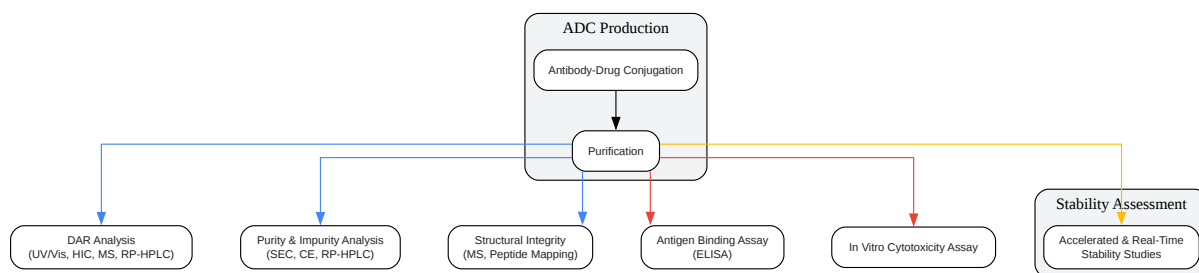 ADC Production
Antibody-Drug Conjugation
Purification
Stability Assessment
DAR Analysis
(UV/Vis, HIC, MS, RP-HPLC)
Purity & Impurity Analysis
(SEC, CE, RP-HPLC)
Structural Integrity
(MS, Peptide Mapping)
Antigen Binding Assay
(ELISA)
In Vitro Cytotoxicity Assay
Accelerated & Real-Time
Stability Studies